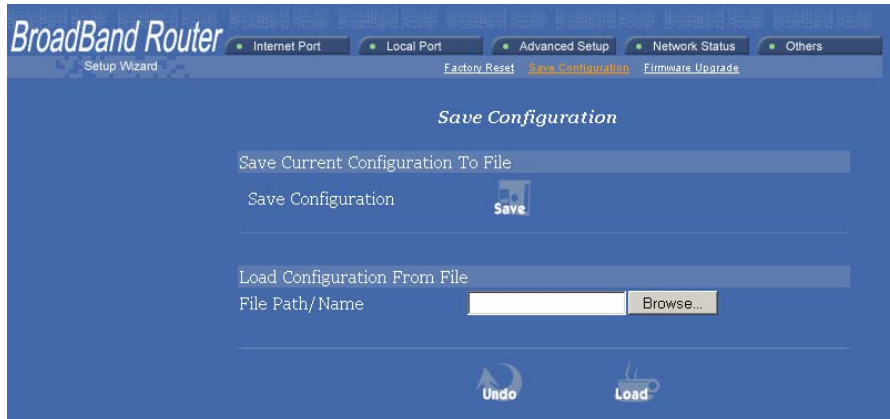 BroadBand Router
Internet Port Local Port Advanced Setup Network Status Others
Setup Wizard Factory Reset Save Configuration Firmware Upgrade
Save Configuration
Save Current Configuration To File
Save Configuration Save
Load Configuration From File
File Path/Name Browse...
Undo Load